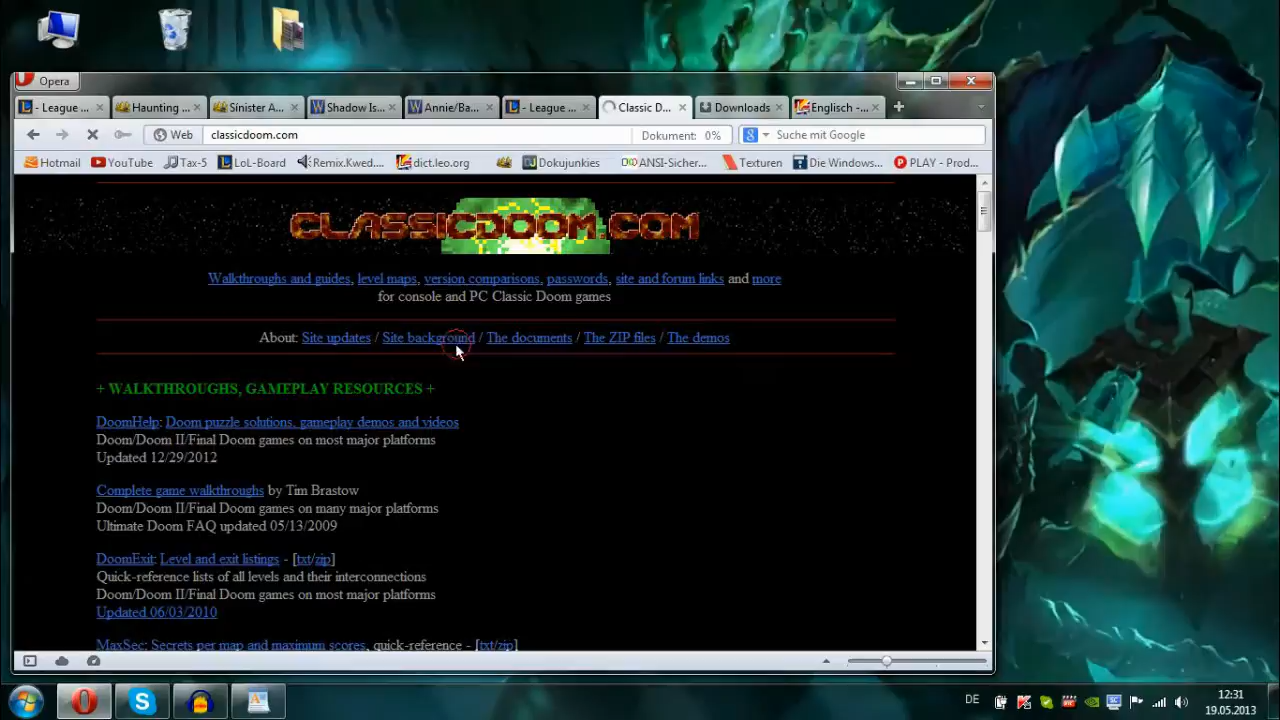 Opera
- League ...
Haunting ...
Sinister A...
Shadow Is...
Annie/Ba...
- League ...
Classic D...
Downloads
Englisch -...
Web
classicdoom.com
Dokument: 0%
Suche mit Google
Hotmail
YouTube
Tax-5
LoL-Board
Remix.Kwed....
dict.leo.org
Dokujunkies
ANSI-Sicher...
Texturen
Die Windows...
PLAY - Prod...
CLASSICDOOM.COM
Walkthroughs and guides, level maps, version comparisons, passwords, site and forum links and more
for console and PC Classic Doom games
About: Site updates / Site background / The documents / The ZIP files / The demos
+ WALKTHROUGHS, GAMEPLAY RESOURCES +
DoomHelp: Doom puzzle solutions, gameplay demos and videos
Doom/Doom II/Final Doom games on most major platforms
Updated 12/29/2012
Complete game walkthroughs by Tim Brastow
Doom/Doom II/Final Doom games on many major platforms
Ultimate Doom FAQ updated 05/13/2009
DoomExit: Level and exit listings - [txt/zip]
Quick-reference lists of all levels and their interconnections
Doom/Doom II/Final Doom games on most major platforms
Updated 06/03/2010
MaxSec: Secrets per map and maximum scores, quick-reference - [txt/zip]
DE
12:31
19.05.2013